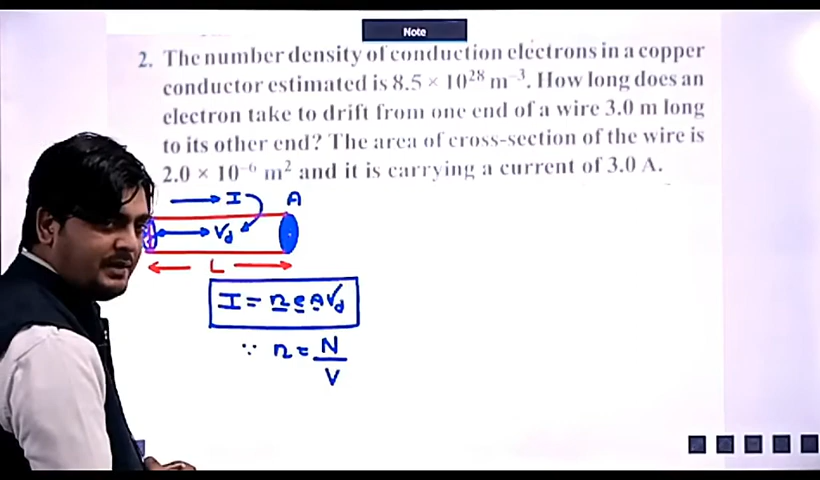 Note
2. The number density of conduction electrons in a copper
conductor estimated is 8.5 × 10²⁸ m⁻³. How long does an
electron take to drift from one end of a wire 3.0 m long
to its other end? The area of cross-section of the wire is
2.0 × 10⁻⁶ m² and it is carrying a current of 3.0 A.
I A
V_d
L
I = n e A V_d
∵ n = N/V